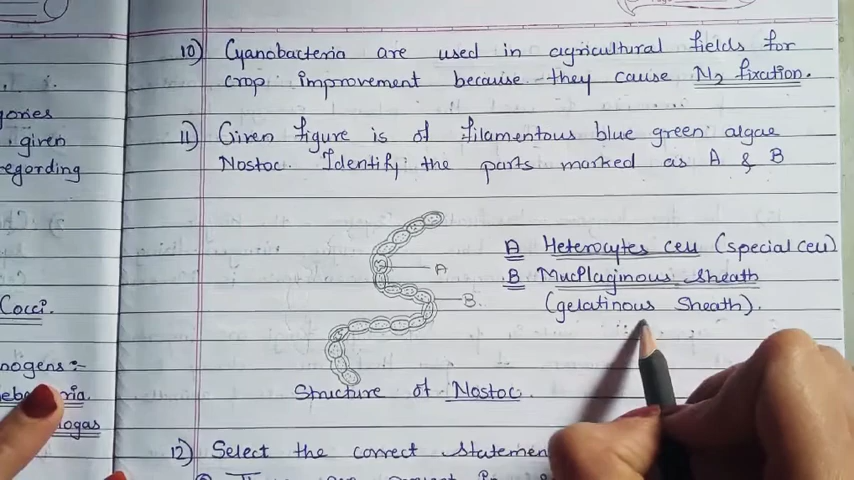 gories
given
regording
Cocci.
nogens:-
10) Cyanobacteria are used in agricultural fields for
crop improvement because they cause N2 fixation.
11) Given figure is of filamentous blue green algae
Nostoc. Identify the parts marked as A & B
A
B.
A Heterocytes cell (special cell)
B Mucplaginous sheath
(gelatinous Sheath).
Structure of Nostoc.
12) Select the correct statemen